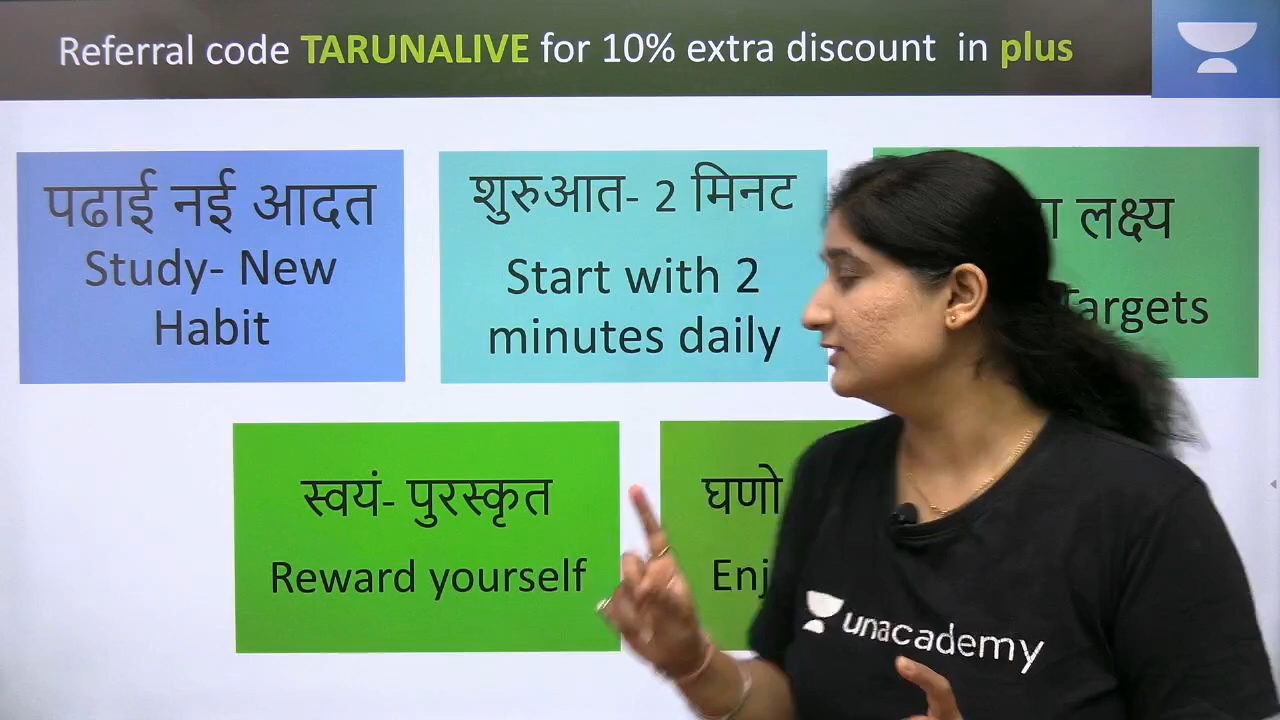 Referral code TARUNALIVE for 10% extra discount in plus
पढाई नई आदत
Study- New
Habit
शुरुआत- 2 मिनट
Start with 2
minutes daily
लक्ष्य
Targets
स्वयं- पुरस्कृत
Reward yourself
घणो
unacademy